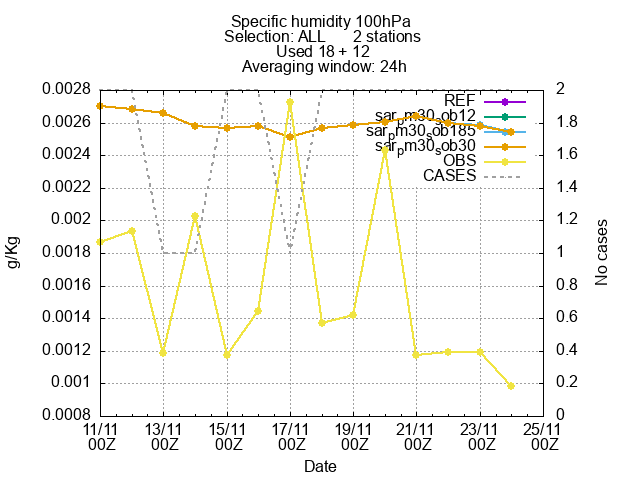 Specific humidity 100hPa
Selection: ALL 2 stations
Used 18 + 12
Averaging window: 24h
g/Kg
0.0028
0.0026
0.0024
0.0022
0.002
0.0018
0.0016
0.0014
0.0012
0.001
0.0008
REF
sar_pm30_sob12
sar_pm30_sob185
sar_pm30_sob30
OBS
CASES
2
1.8
1.6
1.4
1.2
1
0.8
0.6
0.4
0.2
0
No cases
11/11 13/11 15/11 17/11 19/11 21/11 23/11 25/11
00Z 00Z 00Z 00Z 00Z 00Z 00Z 00Z
Date